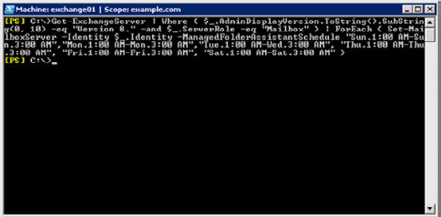 Machine: exchange01 | Scope: example.com
[PS] C:\>Get ExchangeServer | Where { $_.AdminDisplayVersion.ToString().SubStrin
g(0, 10) -eq "Version 8." -and $_.ServerRole -eq "Mailbox" } | ForEach { Set-Mai
lboxServer -Identity $_.Identity -ManagedFolderAssistantSchedule "Sun.1:00 AM-Su
n.3:00 AM","Mon.1:00 AM-Mon.3:00 AM","Tue.1:00 AM-Wed.3:00 AM", "Thu.1:00 AM-Thu
.3:00 AM", "Fri.1:00 AM-Fri.3:00 AM", "Sat.1:00 AM-Sat.3:00 AM" }
[PS] C:\>_